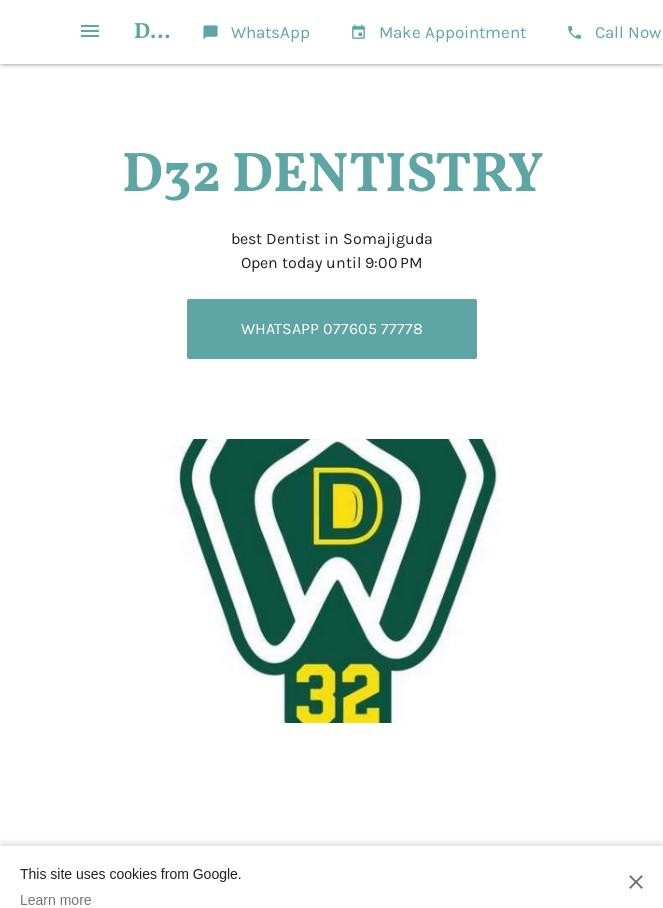 D... WhatsApp Make Appointment Call Now
D32 DENTISTRY
best Dentist in Somajiguda
Open today until 9:00 PM
WHATSAPP 077605 77778
D
32
This site uses cookies from Google.
Learn more